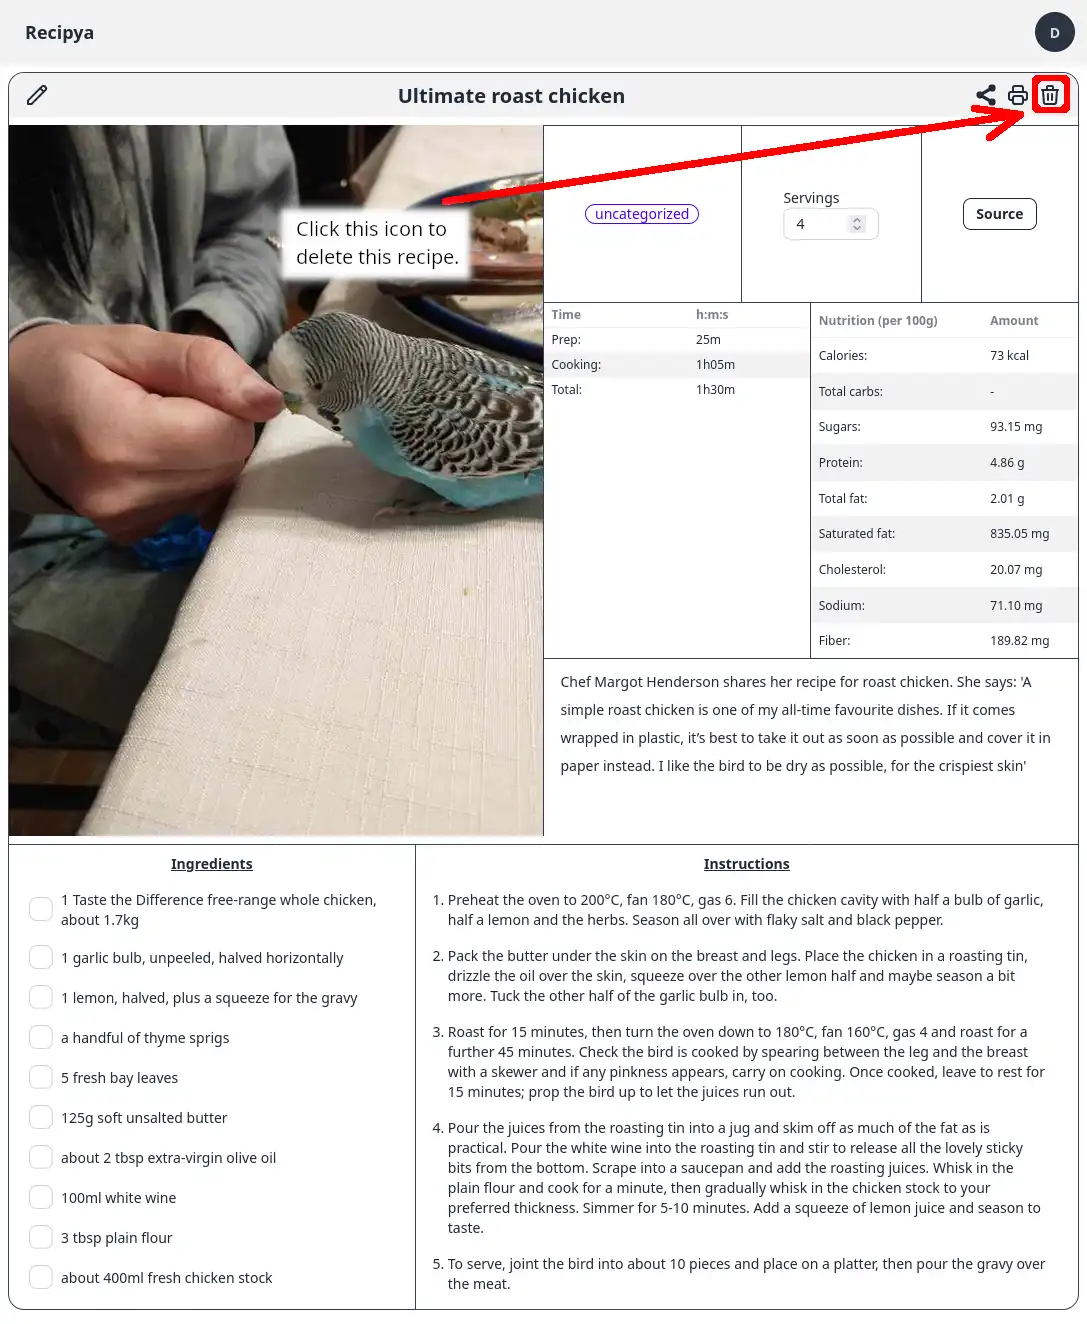 Recipya
D
Ultimate roast chicken
Click this icon to
delete this recipe.
uncategorized
Servings
4
Source
Time h:m:s
Prep: 25m
Cooking: 1h05m
Total: 1h30m
Nutrition (per 100g) Amount
Calories: 73 kcal
Total carbs: -
Sugars: 93.15 mg
Protein: 4.86 g
Total fat: 2.01 g
Saturated fat: 835.05 mg
Cholesterol: 20.07 mg
Sodium: 71.10 mg
Fiber: 189.82 mg
Chef Margot Henderson shares her recipe for roast chicken. She says: 'A
simple roast chicken is one of my all-time favourite dishes. If it comes
wrapped in plastic, it's best to take it out as soon as possible and cover it in
paper instead. I like the bird to be dry as possible, for the crispiest skin'
Ingredients
1 Taste the Difference free-range whole chicken,
about 1.7kg
1 garlic bulb, unpeeled, halved horizontally
1 lemon, halved, plus a squeeze for the gravy
a handful of thyme sprigs
5 fresh bay leaves
125g soft unsalted butter
about 2 tbsp extra-virgin olive oil
100ml white wine
3 tbsp plain flour
about 400ml fresh chicken stock
Instructions
1. Preheat the oven to 200°C, fan 180°C, gas 6. Fill the chicken cavity with half a bulb of garlic,
half a lemon and the herbs. Season all over with flaky salt and black pepper.
2. Pack the butter under the skin on the breast and legs. Place the chicken in a roasting tin,
drizzle the oil over the skin, squeeze over the other lemon half and maybe season a bit
more. Tuck the other half of the garlic bulb in, too.
3. Roast for 15 minutes, then turn the oven down to 180°C, fan 160°C, gas 4 and roast for a
further 45 minutes. Check the bird is cooked by spearing between the leg and the breast
with a skewer and if any pinkness appears, carry on cooking. Once cooked, leave to rest for
15 minutes; prop the bird up to let the juices run out.
4. Pour the juices from the roasting tin into a jug and skim off as much of the fat as is
practical. Pour the white wine into the roasting tin and stir to release all the lovely sticky
bits from the bottom. Scrape into a saucepan and add the roasting juices. Whisk in the
plain flour and cook for a minute, then gradually whisk in the chicken stock to your
preferred thickness. Simmer for 5-10 minutes. Add a squeeze of lemon juice and season to
taste.
5. To serve, joint the bird into about 10 pieces and place on a platter, then pour the gravy over
the meat.